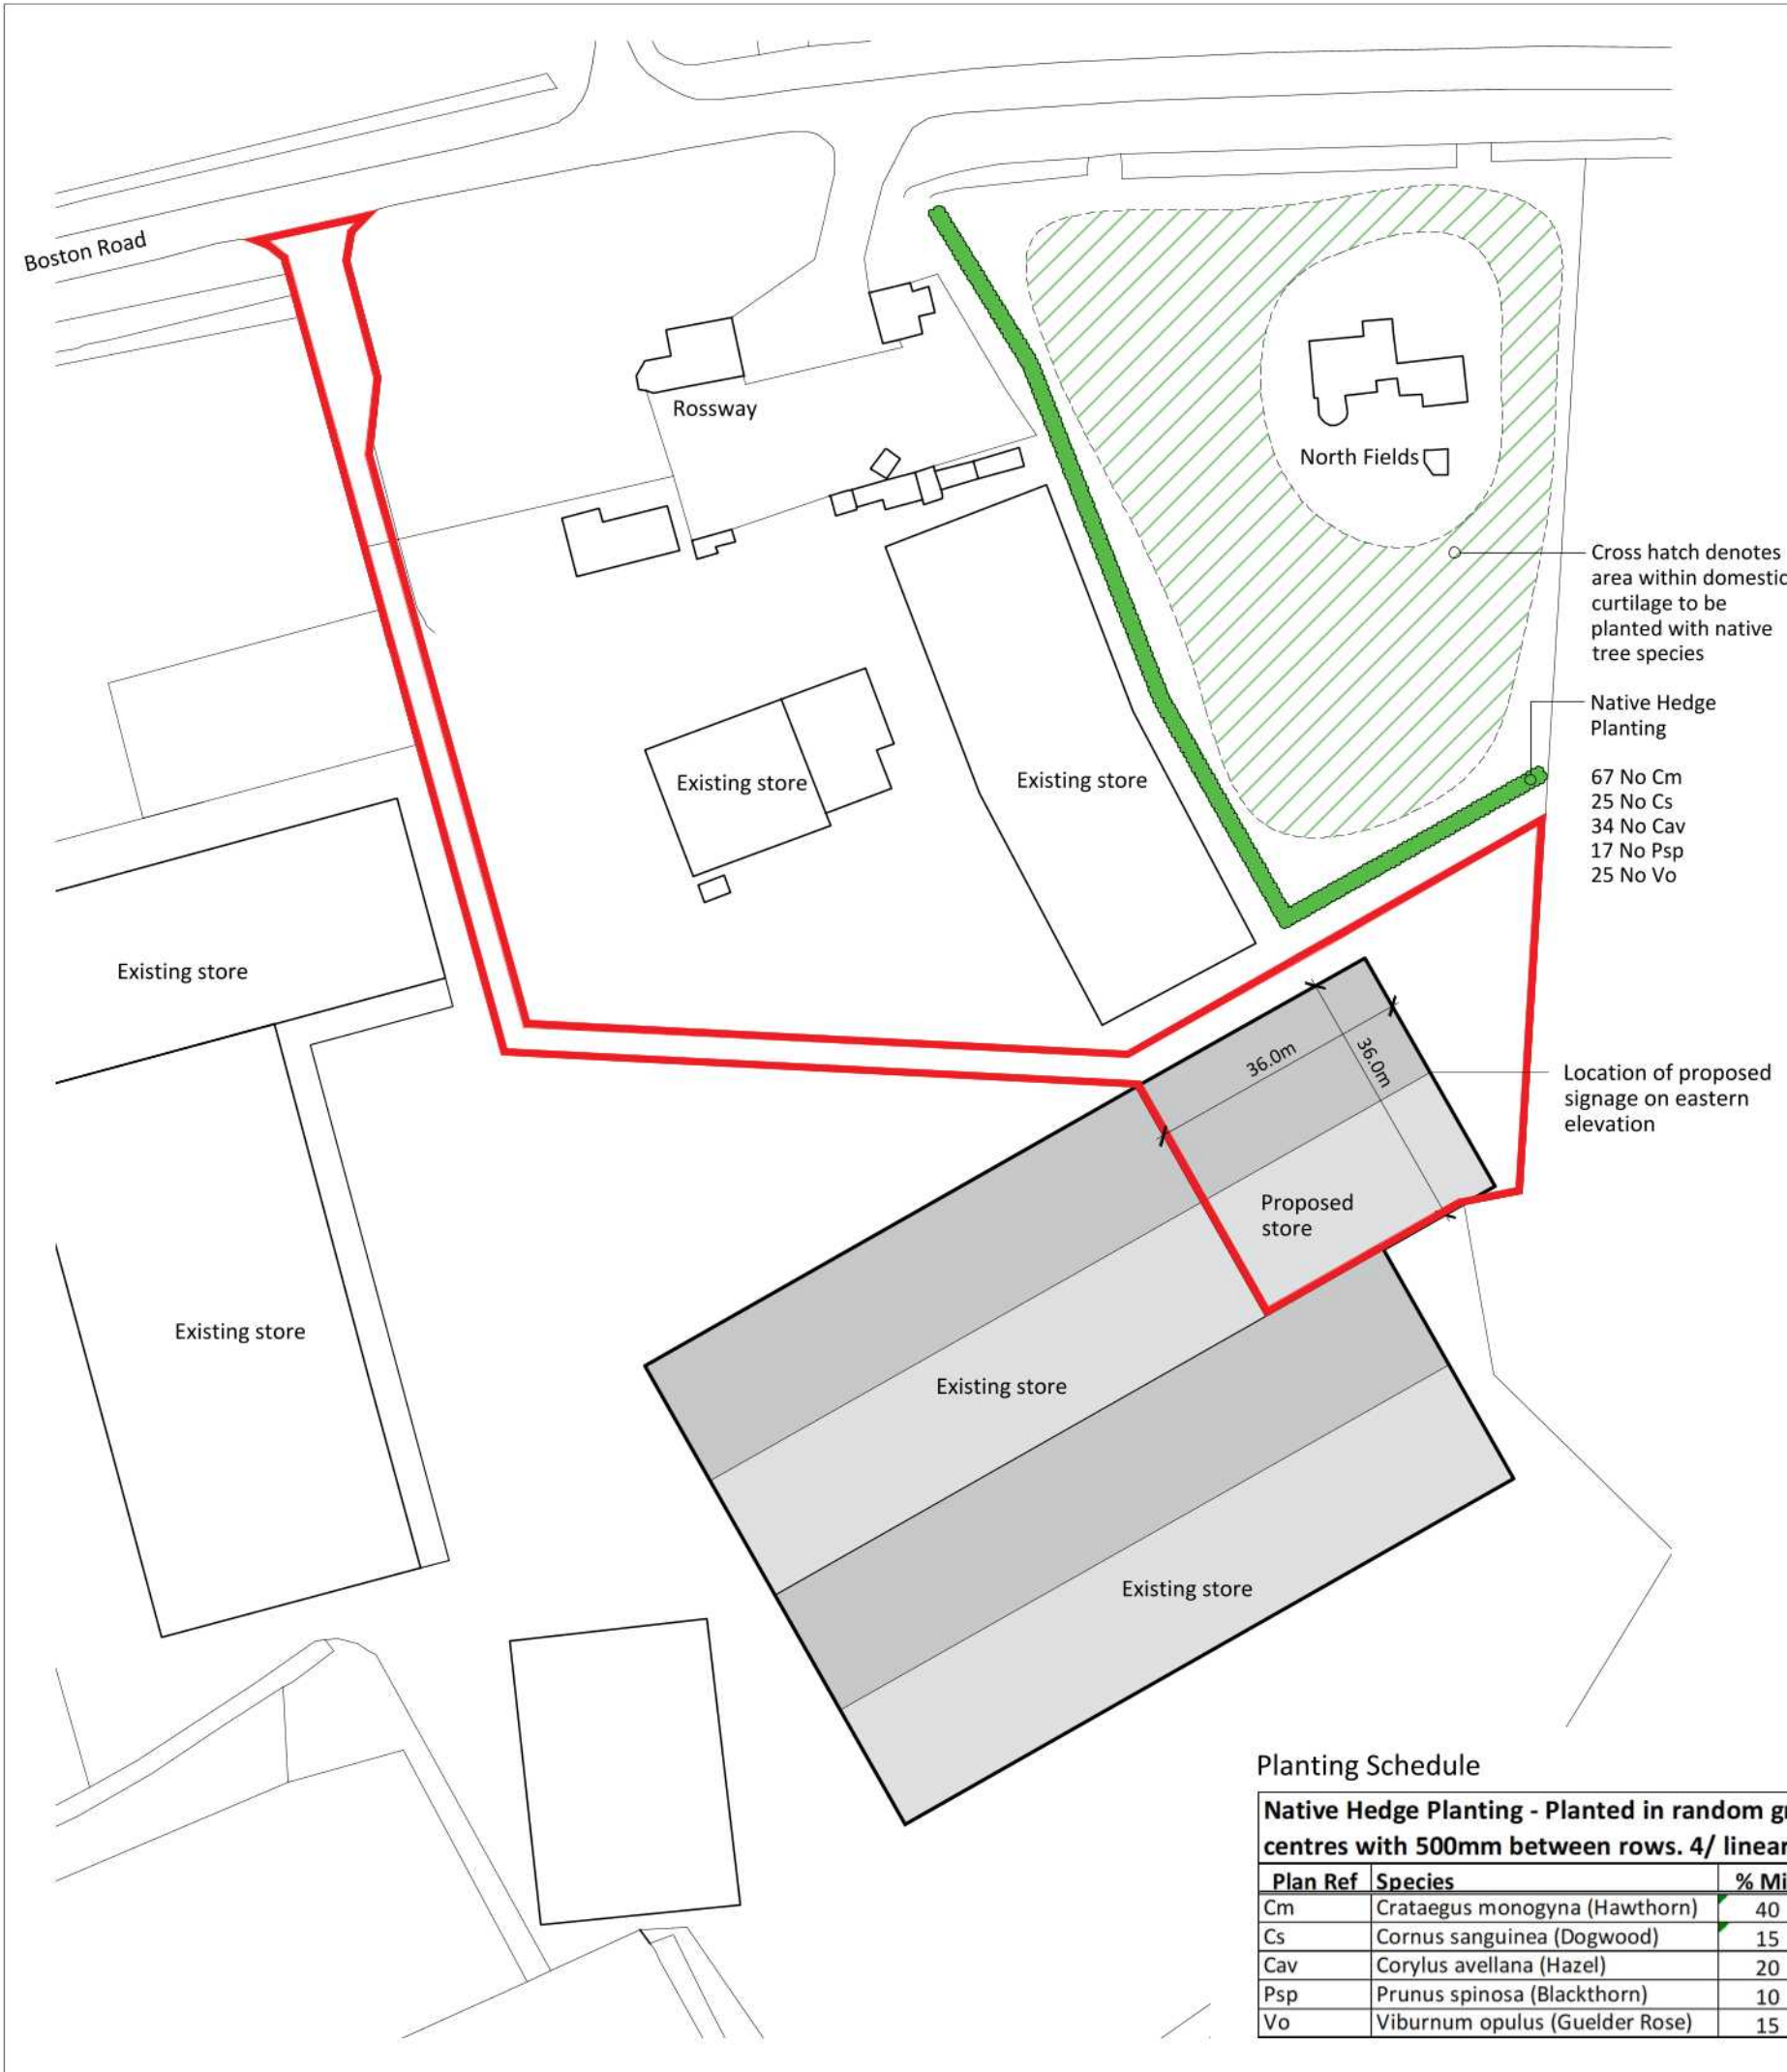 Boston Road
Rossway
North Fields
Cross hatch denotes
area within domestic
curtilage to be
planted with native
tree species
Native Hedge
Planting
67 No Cm
25 No Cs
34 No Cav
17 No Psp
25 No Vo
Existing store
Existing store
Existing store
36.0m
36.0m
Location of proposed
signage on eastern
elevation
Proposed
store
Existing store
Existing store
Existing store
Planting Schedule
Native Hedge Planting - Planted in random
centres with 500mm between rows. 4/ linear
Plan Ref Species %
Cm Crataegus monogyna (Hawthorn) 40
Cs Cornus sanguinea (Dogwood) 15
Cav Corylus avellana (Hazel) 20
Psp Prunus spinosa (Blackthorn) 10
Vo Viburnum opulus (Guelder Rose) 15